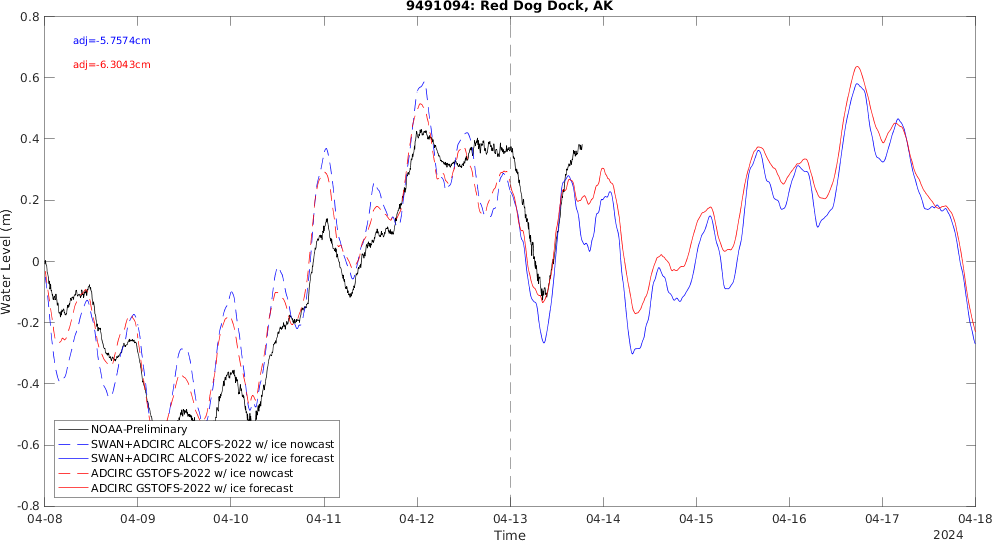 9491094: Red Dog Dock, AK
adj=-5.7574cm
adj=-6.3043cm
Water Level (m)
0.8
0.6
0.4
0.2
0
-0.2
-0.4
-0.6
-0.8
NOAA-Preliminary
SWAN+ADCIRC ALCOFS-2022 w/ ice nowcast
SWAN+ADCIRC ALCOFS-2022 w/ ice forecast
ADCIRC GSTOFS-2022 w/ ice nowcast
ADCIRC GSTOFS-2022 w/ ice forecast
04-08 04-09 04-10 04-11 04-12 04-13 04-14 04-15 04-16 04-17 04-18
Time
2024